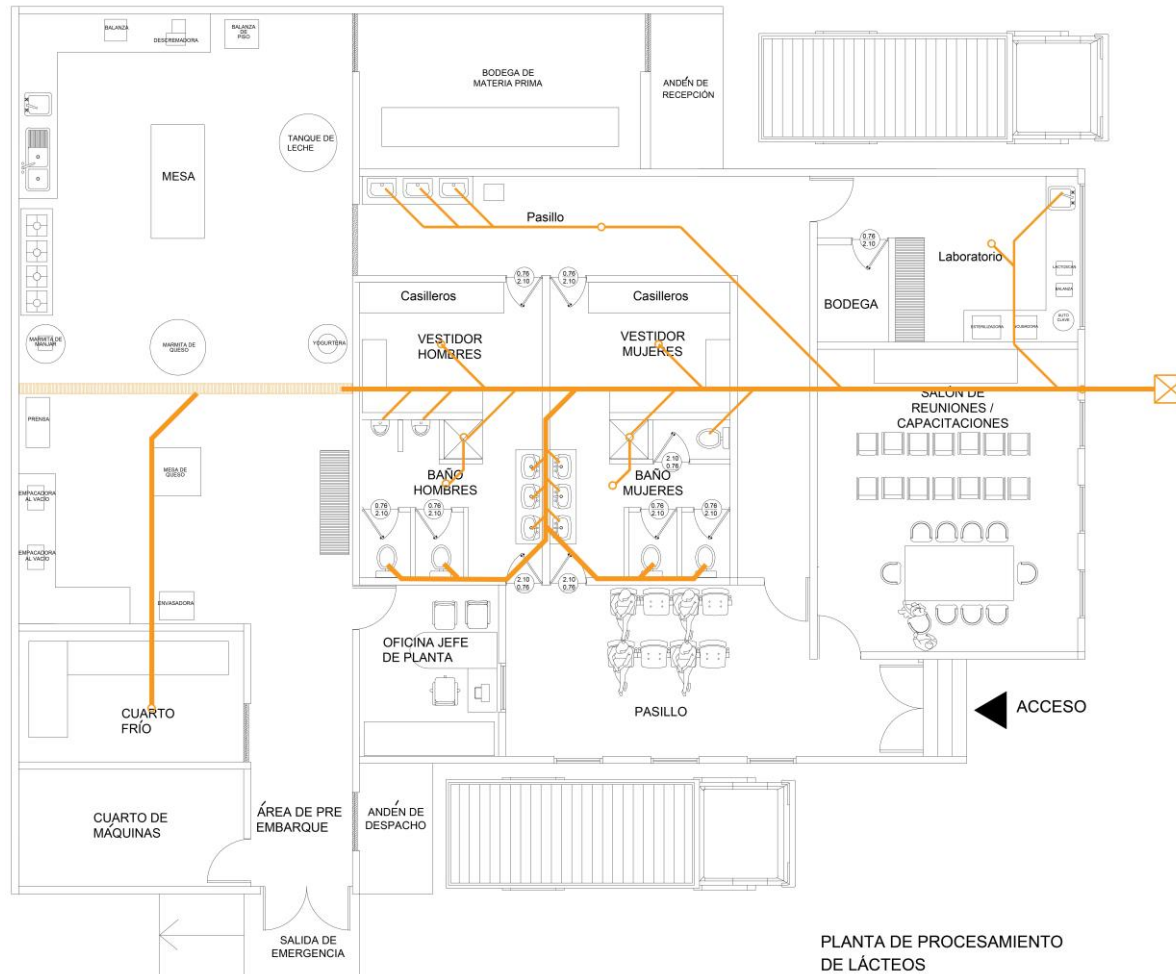 BALANZA
DESCREMADORA
BALANZA
DE
PISO
BODEGA DE
MATERIA PRIMA
ANDÉN DE
RECEPCIÓN
TANQUE DE
LECHE
MESA
Pasillo
0.76
2.10
Laboratorio
LACTOSCAN
BALANZA
AUTO
CLAVE
ESTERILIZADORA
BODEGA
0.76
2.10
0.76
2.10
Casilleros
Casilleros
VESTIDOR
HOMBRES
VESTIDOR
MUJERES
MARMITA DE
MANJAR
MARMITA DE
QUESO
YOGURTERA
SALÓN DE
REUNIONES /
CAPACITACIONES
PRENSA
MESA DE
QUESO
2.10
0.76
BAÑO
HOMBRES
BAÑO
MUJERES
EMPACADORA
AL VACÍO
0.76
2.10
0.76
2.10
0.76
2.10
0.76
2.10
EMPACADORA
AL VACÍO
2.10
0.76
2.10
0.76
ENVASADORA
OFICINA JEFE
DE PLANTA
CUARTO
FRÍO
PASILLO
ACCESO
CUARTO DE
MÁQUINAS
ÁREA DE PRE
EMBARQUE
ANDÉN DE
DESPACHO
SALIDA DE
EMERGENCIA
PLANTA DE PROCESAMIENTO
DE LÁCTEOS